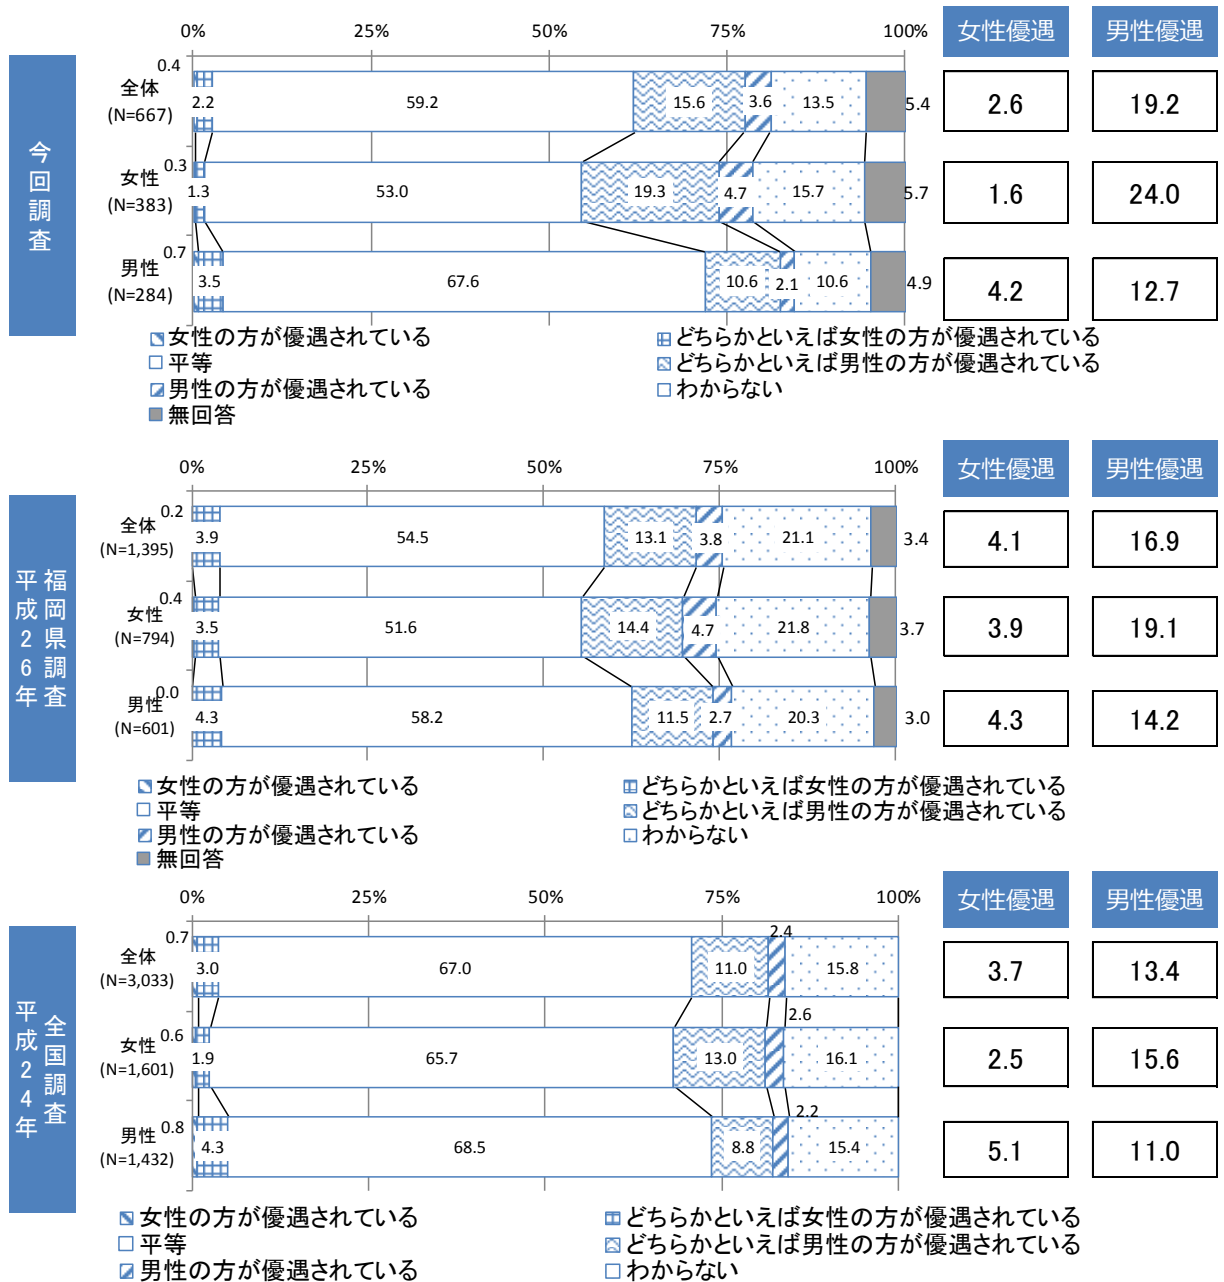 0% 25% 50% 75% 100% 女性優遇 男性優遇
今回調査
0.4
全体
(N=667)
2.2 59.2 15.6 3.6 13.5 5.4 2.6 19.2
0.3
女性
(N=383)
1.3 53.0 19.3 4.7 15.7 5.7 1.6 24.0
0.7
男性
(N=284)
3.5 67.6 10.6 2.1 10.6 4.9 4.2 12.7
女性の方が優遇されている どちらかといえば女性の方が優遇されている
平等 どちらかといえば男性の方が優遇されている
男性の方が優遇されている わからない
無回答
0% 25% 50% 75% 100% 女性優遇 男性優遇
福岡県調査
平成26年
0.2
全体
(N=1,395)
3.9 54.5 13.1 3.8 21.1 3.4 4.1 16.9
0.4
女性
(N=794)
3.5 51.6 14.4 4.7 21.8 3.7 3.9 19.1
0.0
男性
(N=601)
4.3 58.2 11.5 2.7 20.3 3.0 4.3 14.2
女性の方が優遇されている どちらかといえば女性の方が優遇されている
平等 どちらかといえば男性の方が優遇されている
男性の方が優遇されている わからない
無回答
0% 25% 50% 75% 100% 女性優遇 男性優遇
全国調査
平成24年
0.7 2.4
全体
(N=3,033)
3.0 67.0 11.0 15.8 3.7 13.4
0.6 2.6
女性
(N=1,601)
1.9 65.7 13.0 16.1 2.5 15.6
0.8 2.2
男性
(N=1,432)
4.3 68.5 8.8 15.4 5.1 11.0
女性の方が優遇されている どちらかといえば女性の方が優遇されている
平等 どちらかといえば男性の方が優遇されている
男性の方が優遇されている わからない